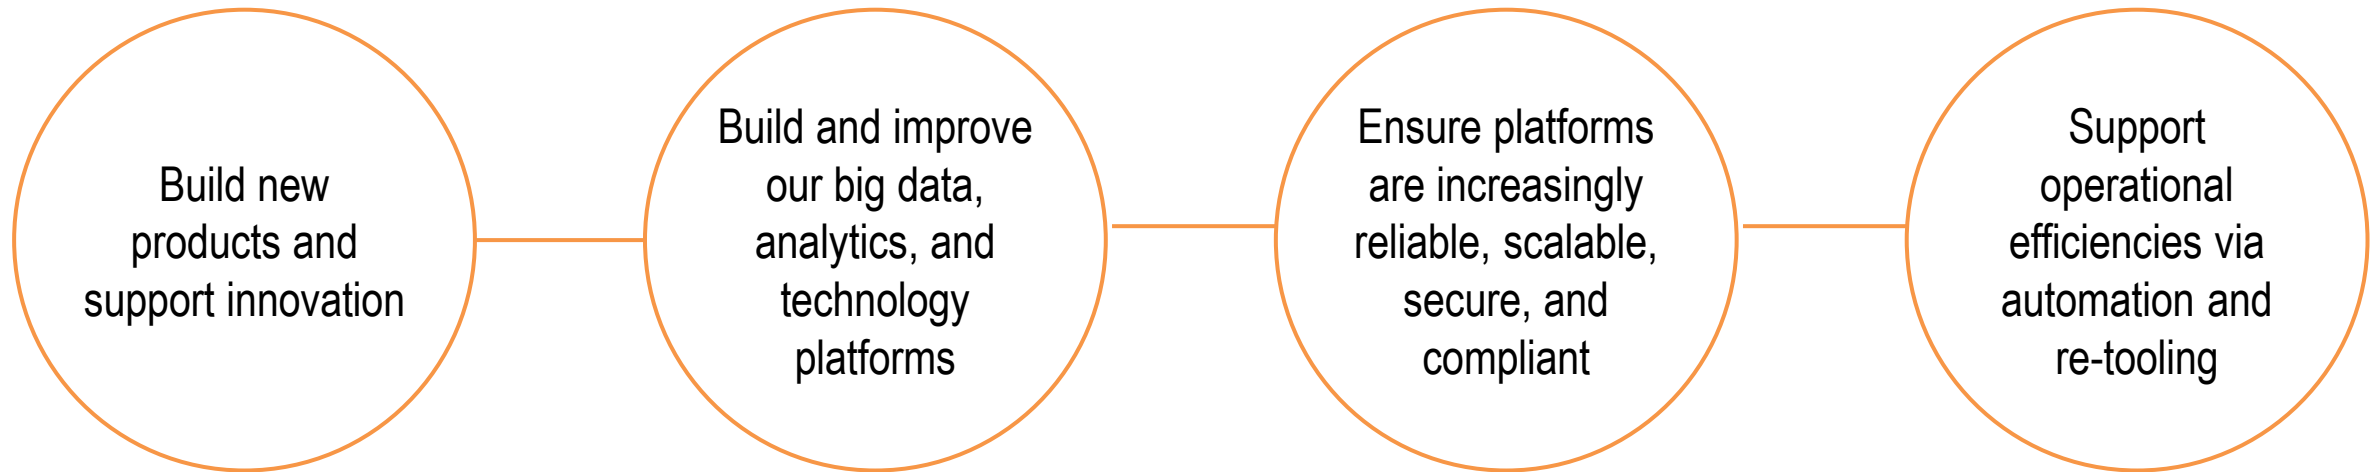 Build new
products and
support innovation
Build and improve
our big data,
analytics, and
technology
platforms
Ensure platforms
are increasingly
reliable, scalable,
secure, and
compliant
Support
operational
efficiencies via
automation and
re-tooling